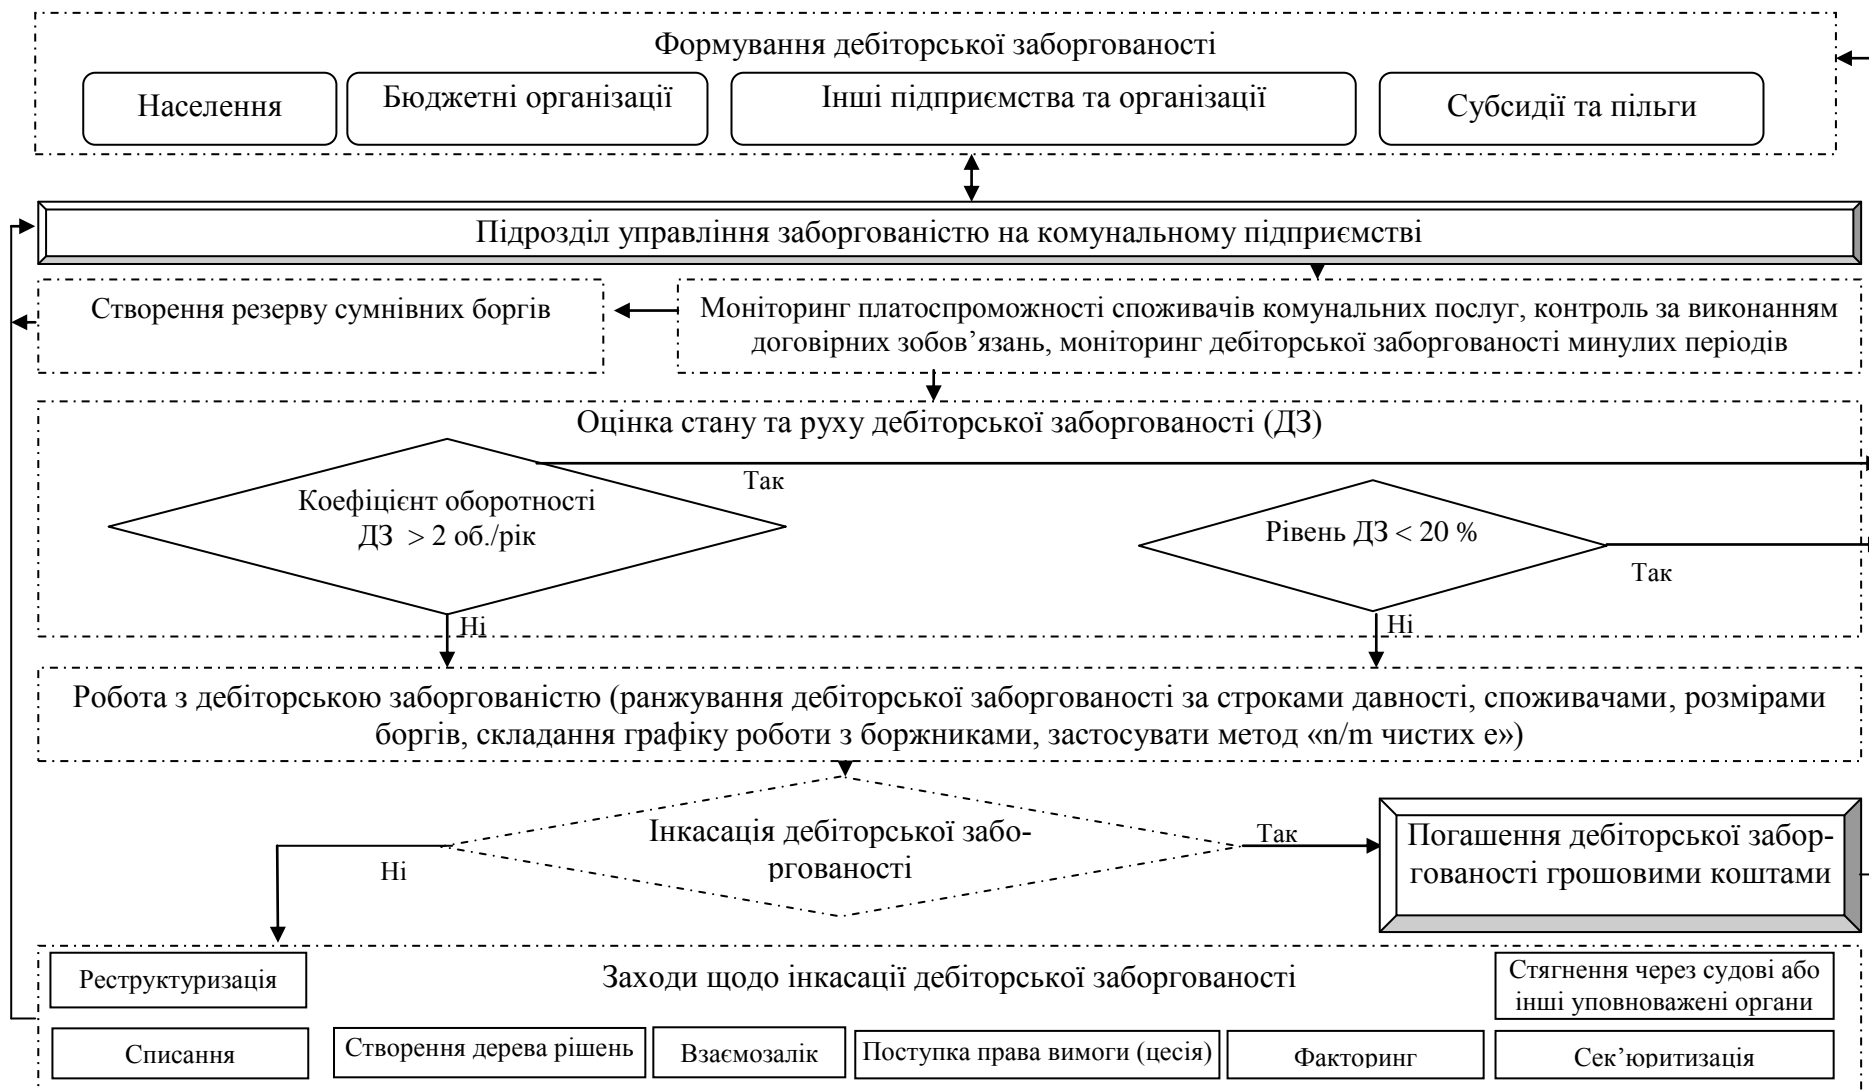 Формування дебіторської заборгованості
Населення
Бюджетні організації
Інші підприємства та організації
Субсидії та пільги
Підрозділ управління заборгованістю на комунальному підприємстві
Створення резерву сумнівних боргів
Моніторинг платоспроможності споживачів комунальних послуг, контроль за виконанням
договірних зобов’язань, моніторинг дебіторської заборгованості минулих періодів
Оцінка стану та руху дебіторської заборгованості (ДЗ)
Так
Коефіцієнт оборотності
ДЗ > 2 об./рік
Рівень ДЗ < 20 %
Так
Ні
Ні
Робота з дебіторською заборгованістю (ранжування дебіторської заборгованості за строками давності, споживачами, розмірами
боргів, складання графіку роботи з боржниками, застосувати метод «n/m чистих e»)
Інкасація дебіторської забо-
ргованості
Так
Ні
Погашення дебіторської забор-
гованості грошовими коштами
Реструктуризація
Заходи щодо інкасації дебіторської заборгованості
Стягнення через судові або
інші уповноважені органи
Списання
Створення дерева рішень
Взаємозалік
Поступка права вимоги (цесія)
Факторинг
Сек’юритизація